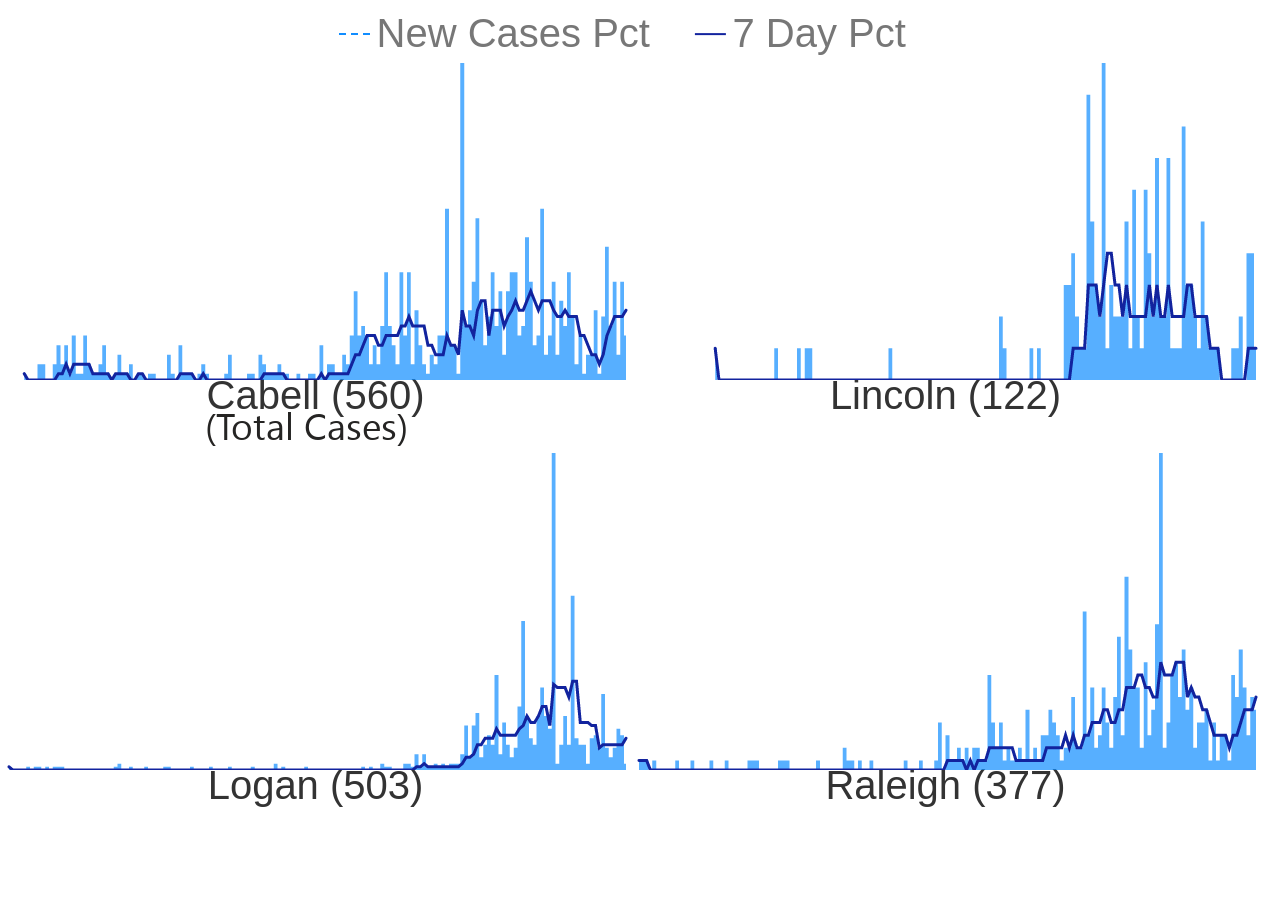 New Cases Pct 7 Day Pct
Cabell (560)
(Total Cases)
Lincoln (122)
Logan (503)
Raleigh (377)